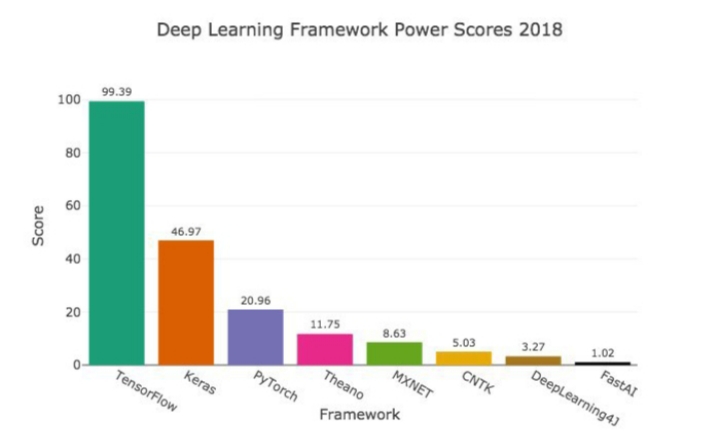 Deep Learning Framework Power Scores 2018
99.39
46.97
20.96
11.75
8.63
5.03
3.27
1.02
100
80
60
40
20
0
Score
TensorFlow
Keras
PyTorch
Theano
MXNET
CNTK
DeepLearning4J
FastAI
Framework